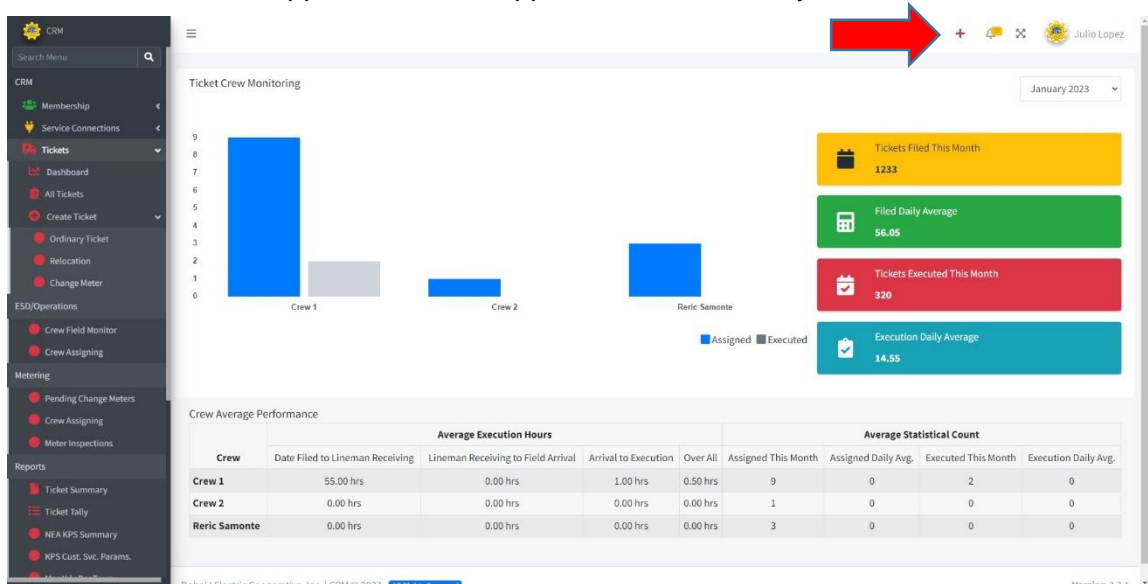 CRM
Julio Lopez
Search Menu
CRM
Membership
Service Connections
Tickets
Dashboard
All Tickets
Create Ticket
Ordinary Ticket
Relocation
Change Meter
ESD/Operations
Crew Field Monitor
Crew Assigning
Metering
Pending Change Meters
Crew Assigning
Meter Inspections
Reports
Ticket Summary
Ticket Tally
NEA KPS Summary
KPS Cust. Svc. Params.
Ticket Crew Monitoring
January 2023
9
8
7
6
5
4
3
2
1
0
Crew 1 Crew 2 Reric Samonte
Assigned Executed
Tickets Filed This Month
1233
Filed Daily Average
56.05
Tickets Executed This Month
320
Execution Daily Average
14.55
Crew Average Performance
Crew Average Execution Hours Average Statistical Count
Date Filed to Lineman Receiving Lineman Receiving to Field Arrival Arrival to Execution Over All Assigned This Month Assigned Daily Avg. Executed This Month Execution Daily Avg.
Crew 1 55.00 hrs 0.00 hrs 1.00 hrs 0.50 hrs 9 0 2 0
Crew 2 0.00 hrs 0.00 hrs 0.00 hrs 0.00 hrs 1 0 0 0
Reric Samonte 0.00 hrs 0.00 hrs 0.00 hrs 0.00 hrs 3 0 0 0